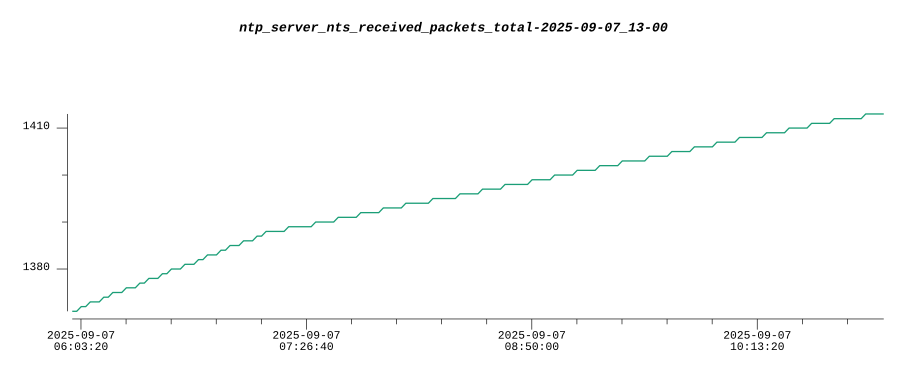 ntp_server_nts_received_packets_total-2025-09-07_13-00
1410
1380
2025-09-07 2025-09-07 2025-09-07 2025-09-07
06:03:20 07:26:40 08:50:00 10:13:20